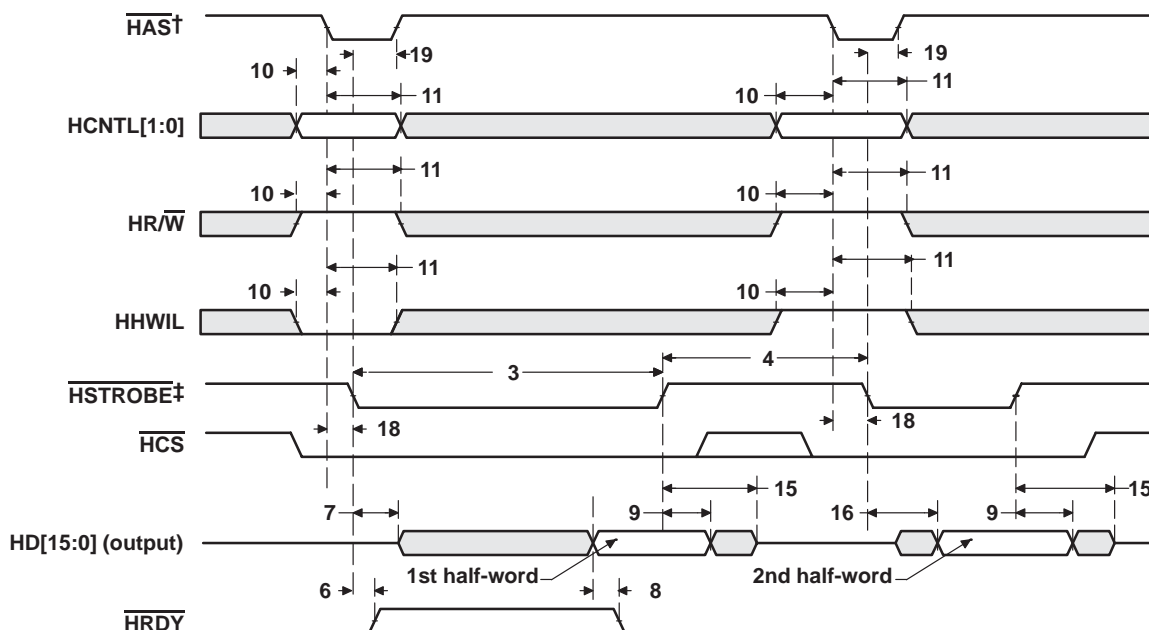 HAS†
19
19
10
11
10
11
HCNTL[1:0]
11
11
10
10
HR/W
11
11
10
10
HHWIL
3
4
HSTROBE‡
18
18
HCS
15
15
7
9
16
9
HD[15:0] (output)
1st half-word
2nd half-word
6
8
HRDY